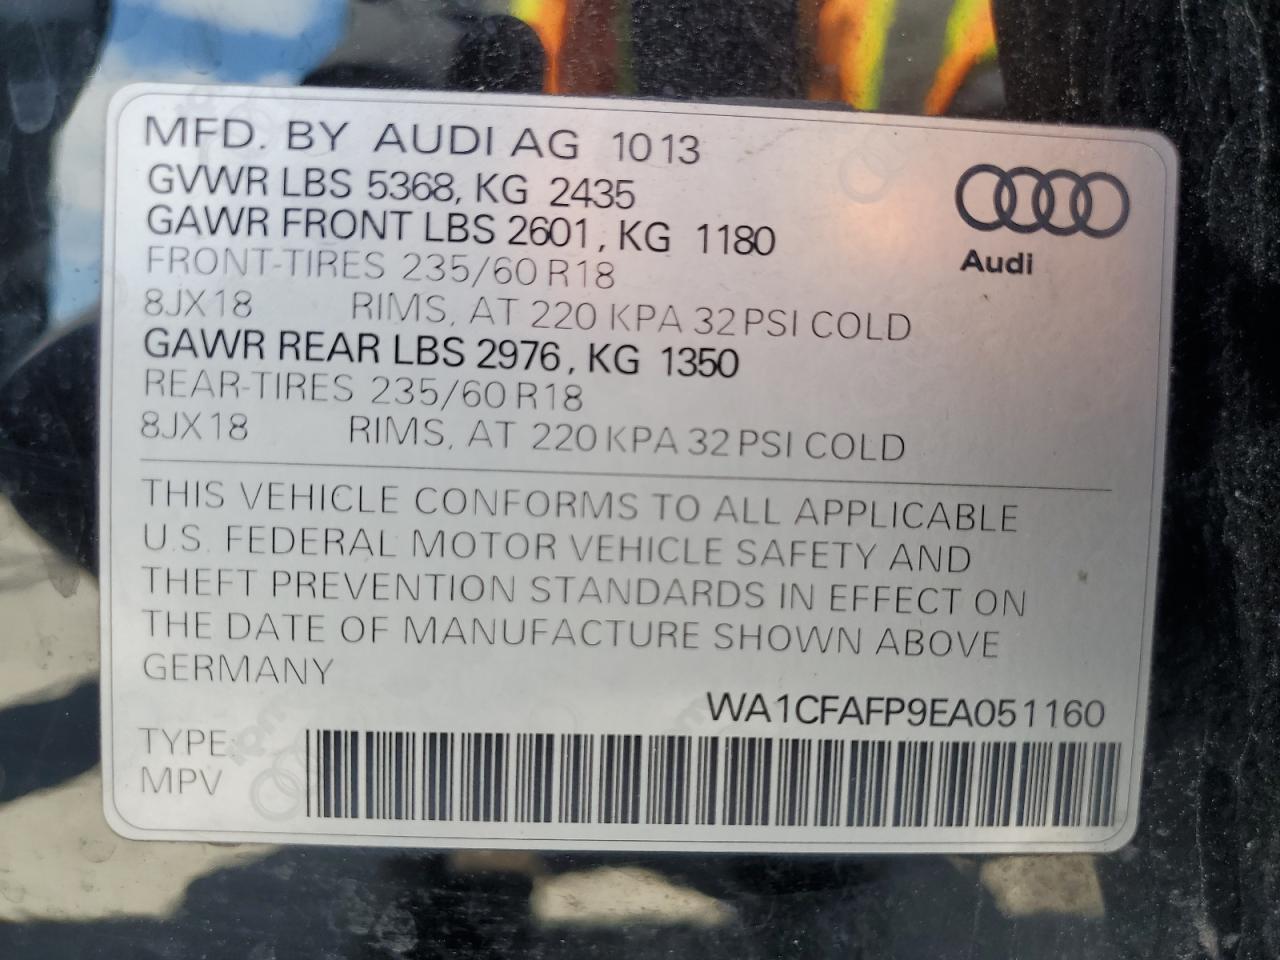 MFD. BY AUDI AG 1013
GVWR LBS 5368, KG 2435
GAWR FRONT LBS 2601, KG 1180
FRONT-TIRES 235/60 R18
8JX18 RIMS, AT 220 KPA 32 PSI COLD
GAWR REAR LBS 2976, KG 1350
REAR-TIRES 235/60 R18
8JX18 RIMS, AT 220 KPA 32 PSI COLD
Audi
THIS VEHICLE CONFORMS TO ALL APPLICABLE
U.S. FEDERAL MOTOR VEHICLE SAFETY AND
THEFT PREVENTION STANDARDS IN EFFECT ON
THE DATE OF MANUFACTURE SHOWN ABOVE
GERMANY
WA1CFAFP9EA051160
TYPE:
MPV